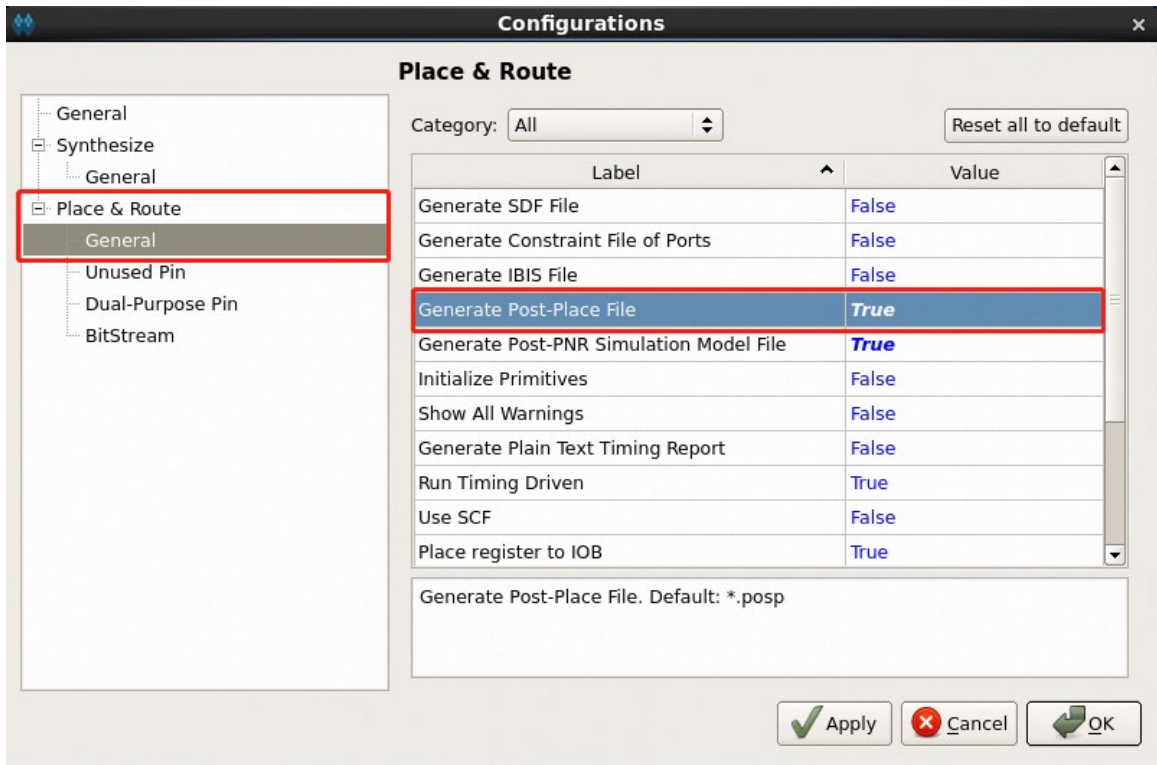 Configurations
Place & Route
General
Synthesize
General
Place & Route
General
Unused Pin
Dual-Purpose Pin
BitStream
Category: All
Reset all to default
Label Value
Generate SDF File False
Generate Constraint File of Ports False
Generate IBIS File False
Generate Post-Place File True
Generate Post-PNR Simulation Model File True
Initialize Primitives False
Show All Warnings False
Generate Plain Text Timing Report False
Run Timing Driven True
Use SCF False
Place register to IOB True
Generate Post-Place File. Default: *.posp
Apply Cancel OK